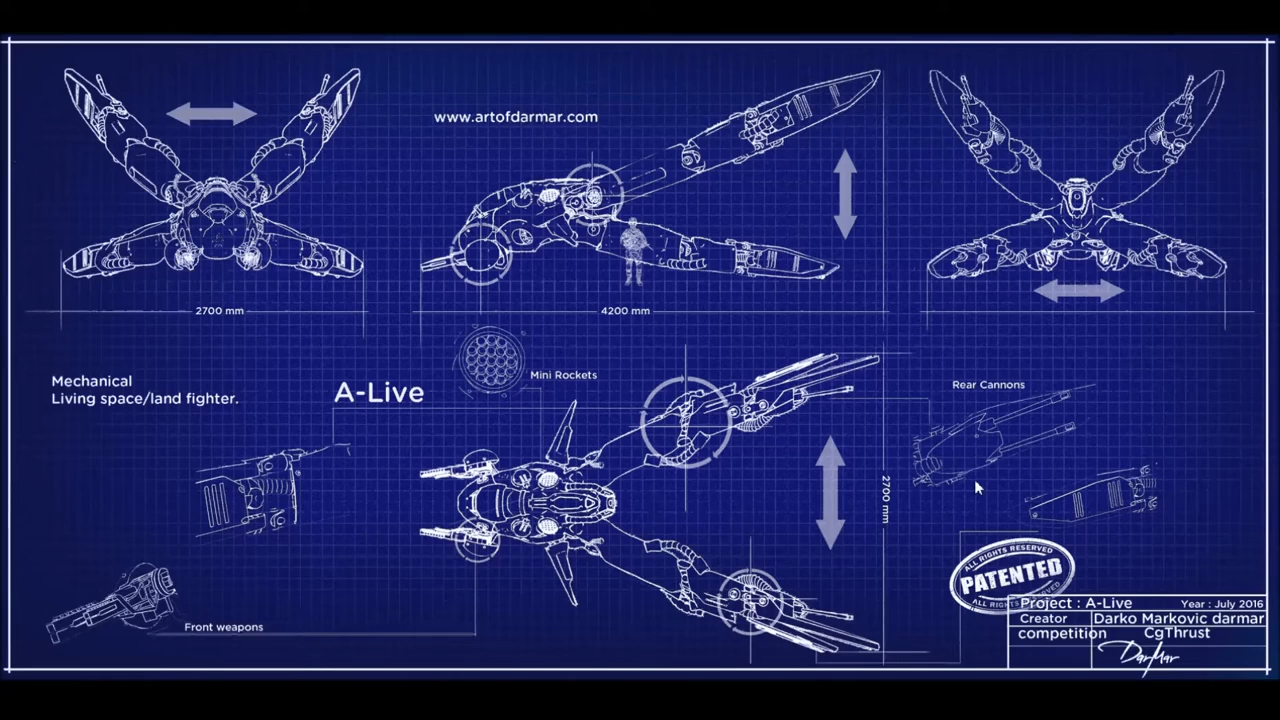 www.artofdarmar.com
2700 mm
4200 mm
Mechanical
Living space/land fighter.
A-Live
Mini Rockets
Rear Cannons
2700 mm
Front weapons
ALL RIGHTS RESERVED
PATENTED
ALL RIGHTS
Project : A-Live
Year : July 2016
Creator
Darko Markovic darmar
competition
CgThrust
DarMar